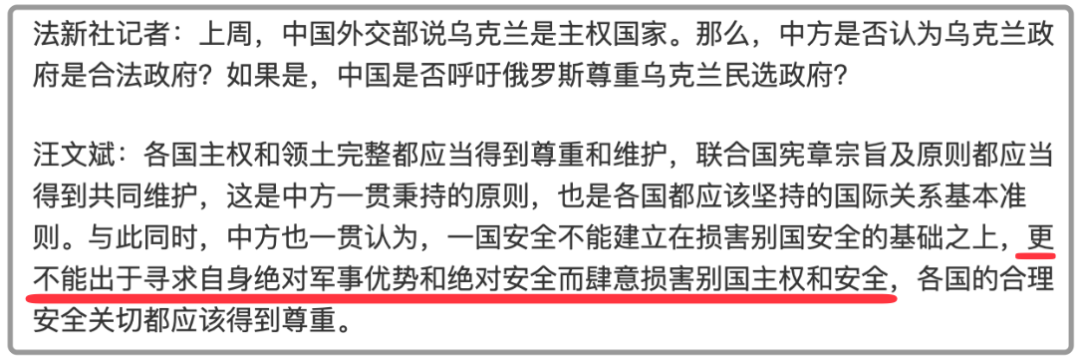 法新社记者：上周，中国外交部说乌克兰是主权国家。那么，中方是否认为乌克兰政
府是合法政府？如果是，中国是否呼吁俄罗斯尊重乌克兰民选政府？
汪文斌：各国主权和领土完整都应当得到尊重和维护，联合国宪章宗旨及原则都应当
得到共同维护，这是中方一贯秉持的原则，也是各国都应该坚持的国际关系基本准
则。与此同时，中方也一贯认为，一国安全不能建立在损害别国安全的基础之上，更
不能出于寻求自身绝对军事优势和绝对安全而肆意损害别国主权和安全，各国的合理
安全关切都应该得到尊重。